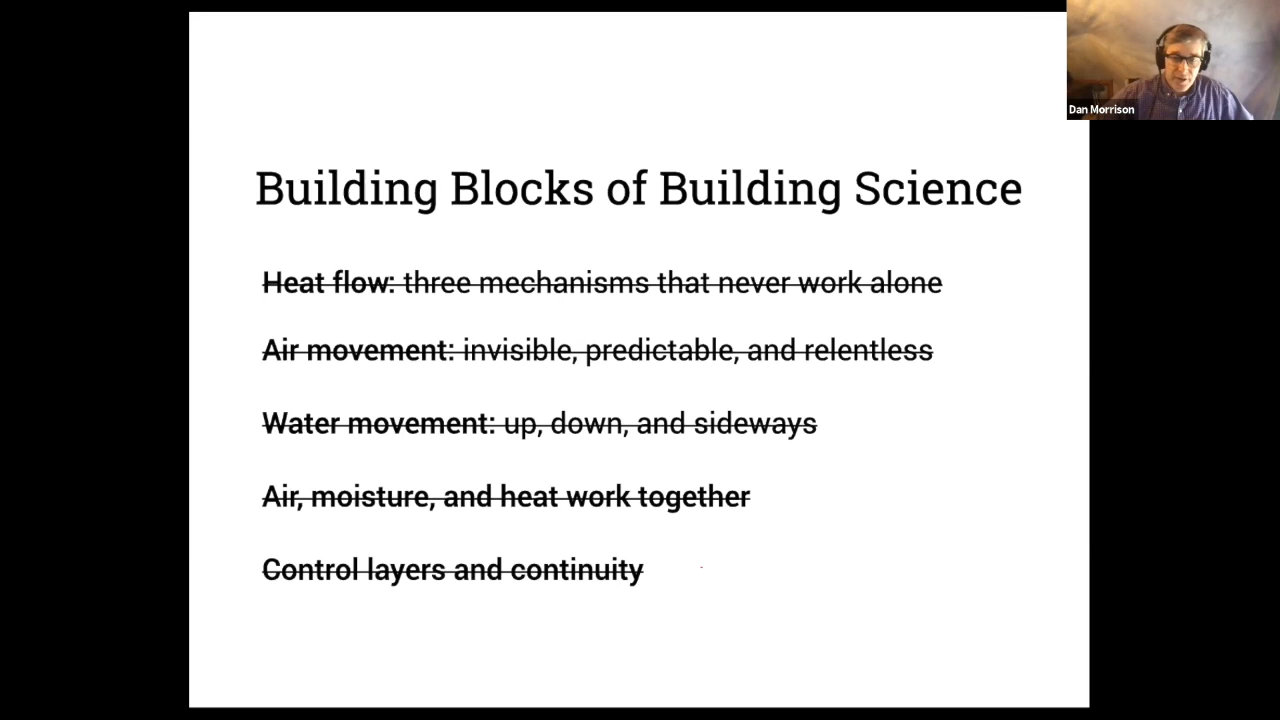 Dan Morrison
Building Blocks of Building Science
Heat flow: three mechanisms that never work alone
Air movement: invisible, predictable, and relentless
Water movement: up, down, and sideways
Air, moisture, and heat work together
Control layers and continuity